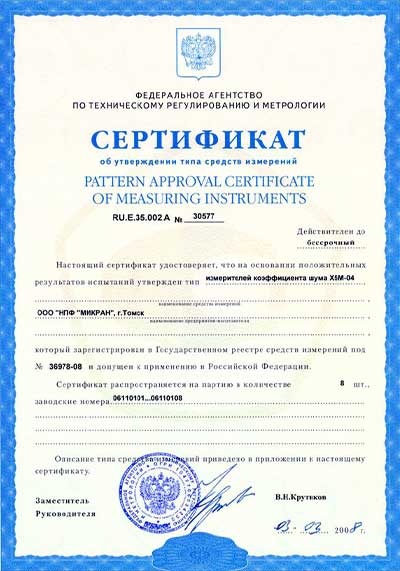 ФЕДЕРАЛЬНОЕ АГЕНТСТВО
ПО ТЕХНИЧЕСКОМУ РЕГУЛИРОВАНИЮ И МЕТРОЛОГИИ
СЕРТИФИКАТ
об утверждении типа средств измерений
PATTERN APPROVAL CERTIFICATE
OF MEASURING INSTRUMENTS
RU.E.35.002.A № 30577
Действителен до
бессрочный
Настоящий сертификат удостоверяет, что на основании положительных
результатов испытаний утвержден тип измерителей коэффициента шума Х5М-04
наименование средства измерений
ООО "НПФ "МИКРАН", г.Томск
наименование предприятия-изготовителя
который зарегистрирован в Государственном реестре средств измерений под
№ 36978-08 и допущен к применению в Российской Федерации.
Сертификат распространяется на партию в количестве 8 шт.,
заводские номера 06110101...06110108
Описание типа средства измерений приведено в приложении к настоящему
сертификату.
Заместитель
Руководителя
В.Н.Крутиков
03. 03 2008г.